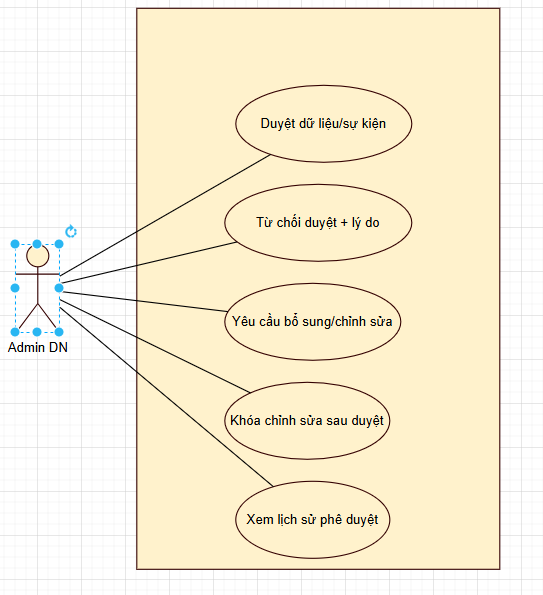 Duyệt dữ liệu/sự kiện
Từ chối duyệt + lý do
Yêu cầu bổ sung/chỉnh sửa
Admin DN
Khóa chỉnh sửa sau duyệt
Xem lịch sử phê duyệt